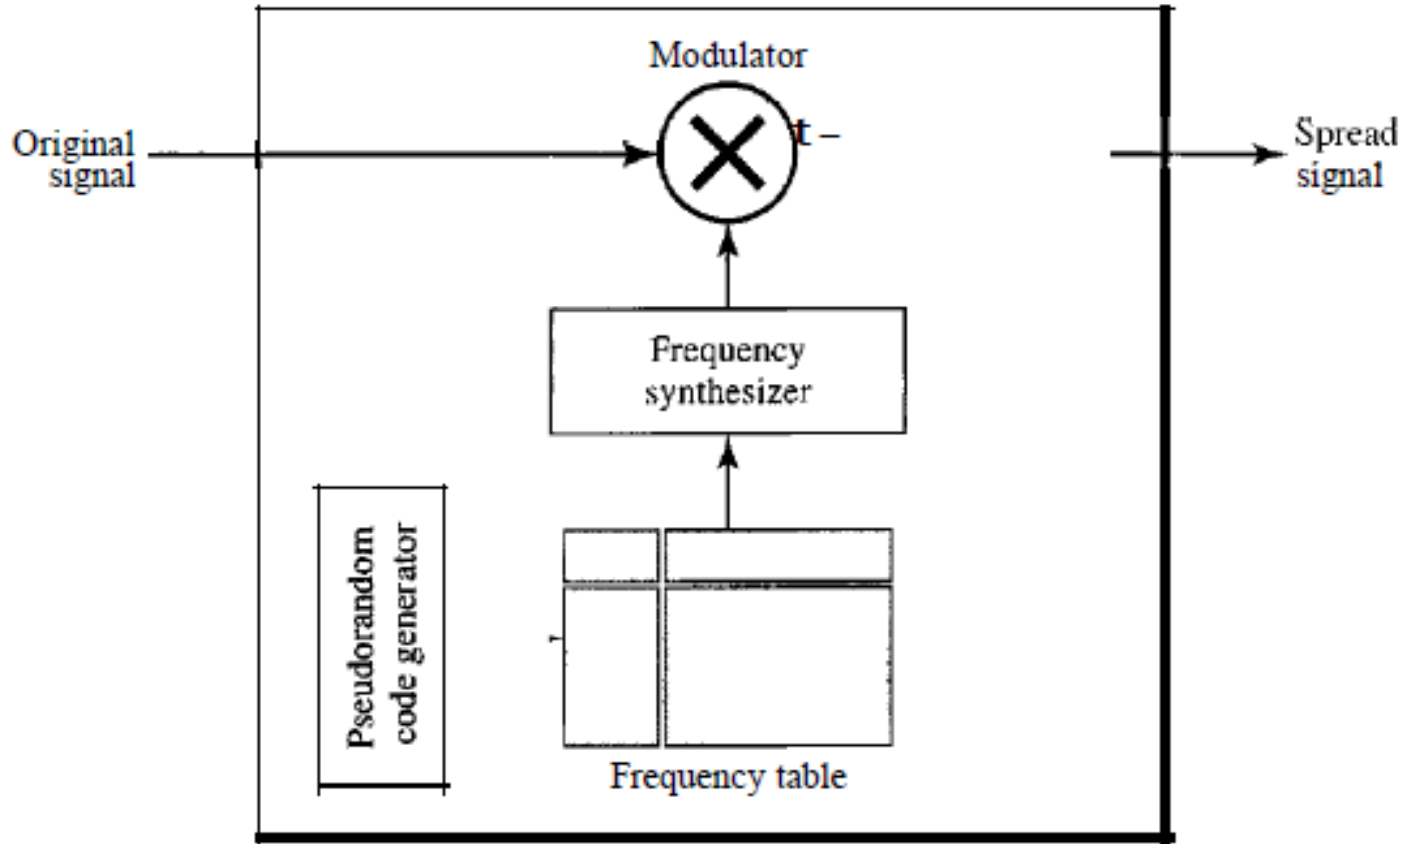 Modulator
t –
Original
signal
Spread
signal
Frequency
synthesizer
Pseudorandom
code generator
Frequency table